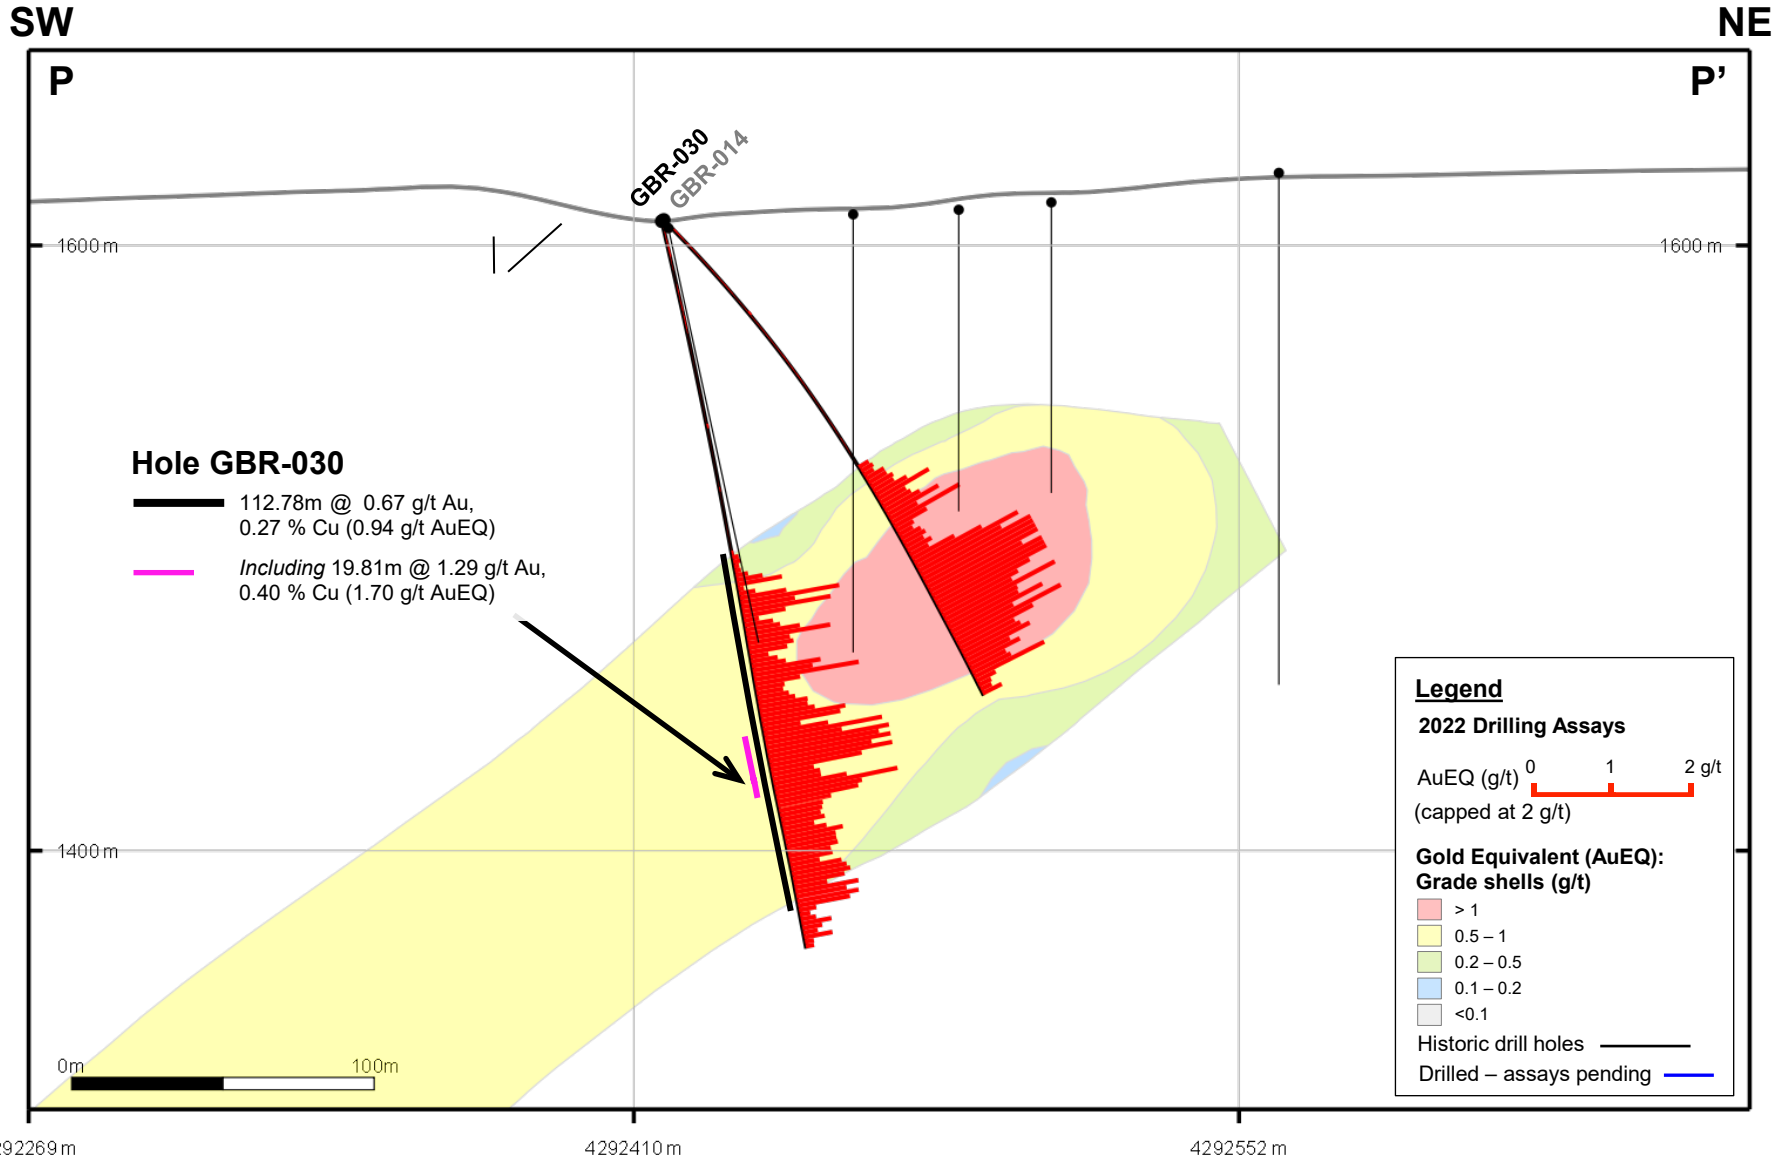 SW
NE
P
P’
GBR-030
GBR-014
1600 m
1600 m
Hole GBR-030
112.78m @ 0.67 g/t Au,
0.27 % Cu (0.94 g/t AuEQ)
Including 19.81m @ 1.29 g/t Au,
0.40 % Cu (1.70 g/t AuEQ)
Legend
2022 Drilling Assays
AuEQ (g/t) 0 1 2 g/t
(capped at 2 g/t)
1400 m
Gold Equivalent (AuEQ):
Grade shells (g/t)
> 1
0.5 – 1
0.2 – 0.5
0.1 – 0.2
<0.1
Historic drill holes
Drilled – assays pending
0m 100m
292269 m
4292410 m
4292552 m